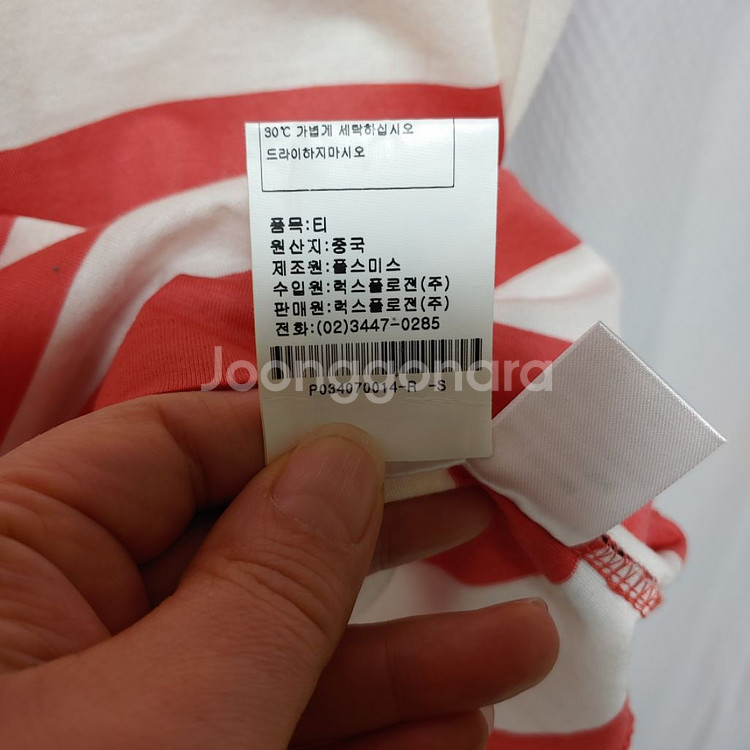 30℃ 가볍게 세탁하십시오
드라이하지마시오
품목:티
원산지:중국
제조원:폴스미스
수입원:럭스플로젼(주)
판매원:럭스플로젼(주)
전화:(02)3447-0285
Joonggonara
P034070014-R -S